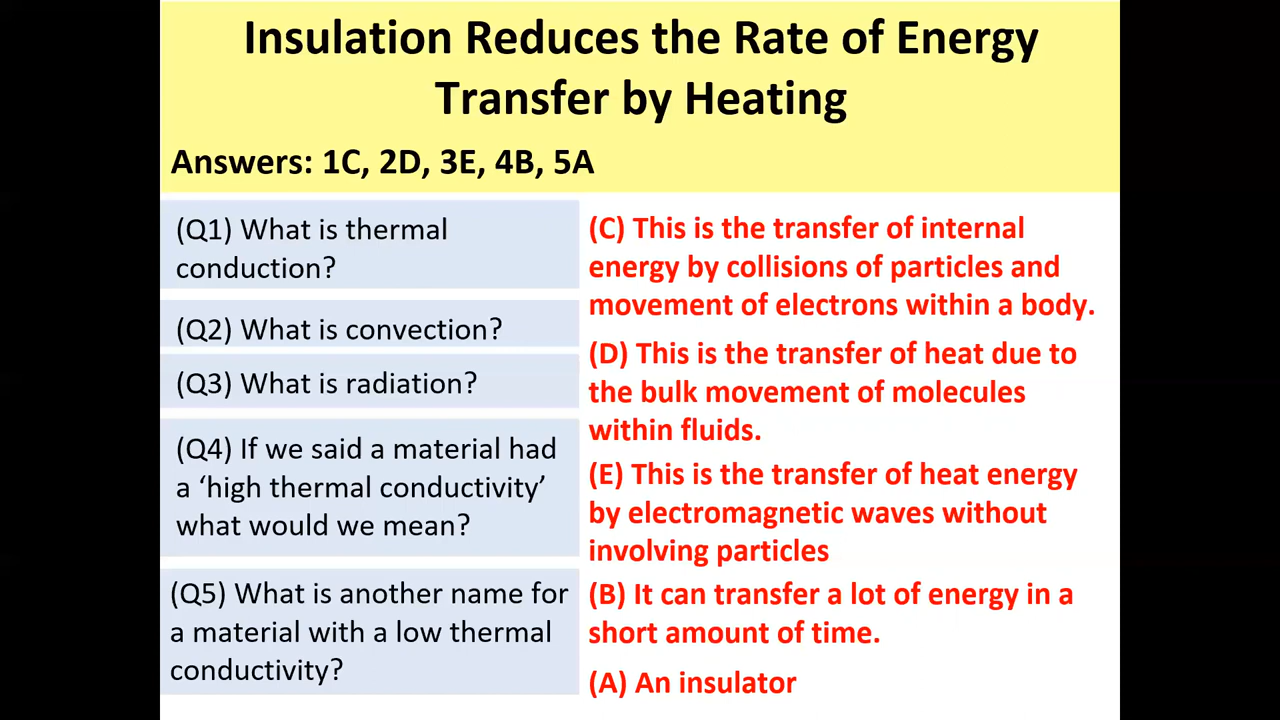 Insulation Reduces the Rate of Energy
Transfer by Heating
Answers: 1C, 2D, 3E, 4B, 5A
(Q1) What is thermal
conduction?
(C) This is the transfer of internal
energy by collisions of particles and
movement of electrons within a body.
(Q2) What is convection?
(D) This is the transfer of heat due to
the bulk movement of molecules
within fluids.
(Q3) What is radiation?
(E) This is the transfer of heat energy
by electromagnetic waves without
involving particles
(Q4) If we said a material had
a ‘high thermal conductivity’
what would we mean?
(B) It can transfer a lot of energy in a
short amount of time.
(Q5) What is another name for
a material with a low thermal
conductivity?
(A) An insulator